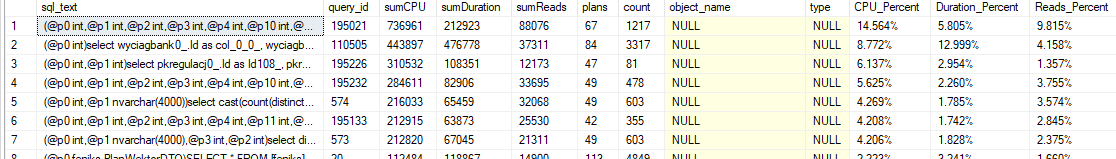 sql_text query_id sumCPU sumDuration sumReads plans count object_name type CPU_Percent Duration_Percent Reads_Percent
1 (@p0 int,@p1 int,@p2 int,@p3 int,@p4 int,@p10 int,@... 195021 736961 212923 88076 67 1217 NULL NULL 14.564% 5.805% 9.815%
2 (@p0 int)select wyciagbank0_.Id as col_0_0_, wyciagb... 110505 443897 476778 37311 84 3317 NULL NULL 8.772% 12.999% 4.158%
3 (@p0 int,@p1 int)select pkregulacj0_.Id as Id108_, pkr... 195226 310532 108351 12173 47 81 NULL NULL 6.137% 2.954% 1.357%
4 (@p0 int,@p1 int,@p2 int,@p3 int,@p4 int,@p10 int,@... 195232 284611 82906 33695 49 478 NULL NULL 5.625% 2.260% 3.755%
5 (@p0 int,@p1 nvarchar(4000))select cast(count(distinct... 574 216033 65459 32068 49 603 NULL NULL 4.269% 1.785% 3.574%
6 (@p0 int,@p1 int,@p2 int,@p3 int,@p4 int,@p11 int,@... 195133 212915 63873 25530 42 355 NULL NULL 4.208% 1.742% 2.845%
7 (@p0 int,@p1 nvarchar(4000),@p3 int,@p2 int)select di... 573 212820 67045 21311 49 603 NULL NULL 4.206% 1.828% 2.375%